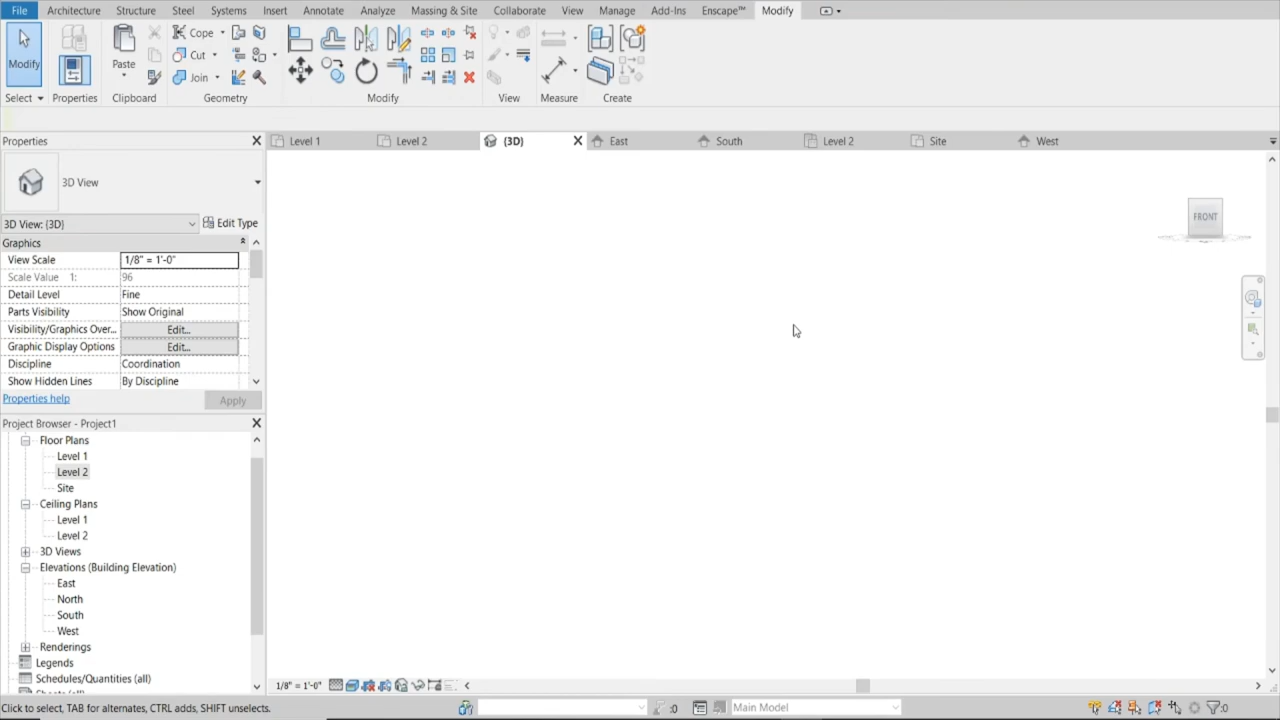 File Architecture Structure Steel Systems Insert Annotate Analyze Massing & Site Collaborate View Manage Add-Ins Enscape™ Modify
Modify
Paste
Cope
Cut
Join
Select Properties Clipboard Geometry Modify View Measure Create
Properties
Level 1 Level 2 (3D) East South Level 2 Site West
3D View
3D View: {3D} Edit Type
Graphics
View Scale 1/8" = 1'-0"
Scale Value 1: 96
Detail Level Fine
Parts Visibility Show Original
Visibility/Graphics Over... Edit...
Graphic Display Options Edit...
Discipline Coordination
Show Hidden Lines By Discipline
Properties help Apply
FRONT
Project Browser - Project1
Floor Plans
Level 1
Level 2
Site
Ceiling Plans
Level 1
Level 2
3D Views
Elevations (Building Elevation)
East
North
South
West
Renderings
Legends
Schedules/Quantities (all)
1/8" = 1'-0"
Click to select, TAB for alternates, CTRL adds, SHIFT unselects. :0 Main Model :0